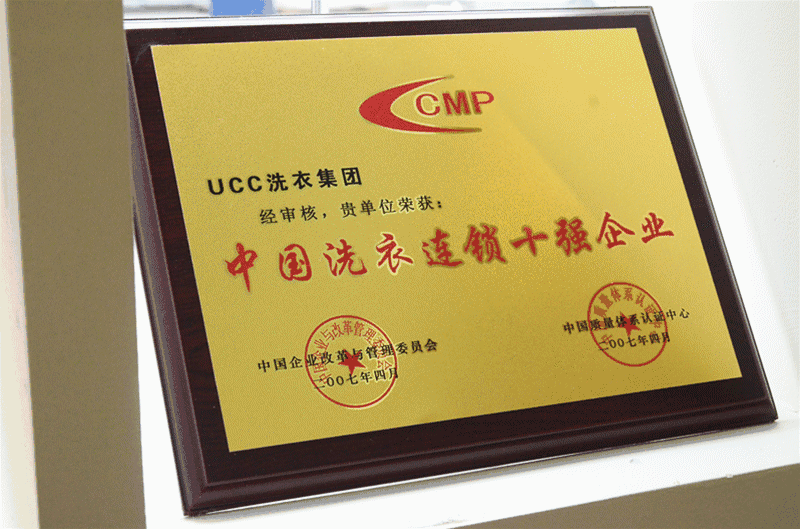 CMP
UCC洗衣集团
经审核，贵单位荣获：
中国洗衣连锁十强企业
中国企业改革与管理委员会
二00七年四月
中国质量体系认证中心
二00七年四月